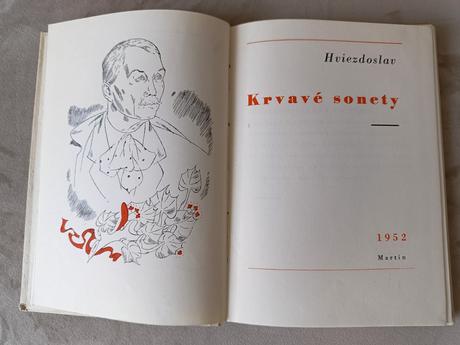 Hviezdoslav
Krvavé sonety
1952
Martin